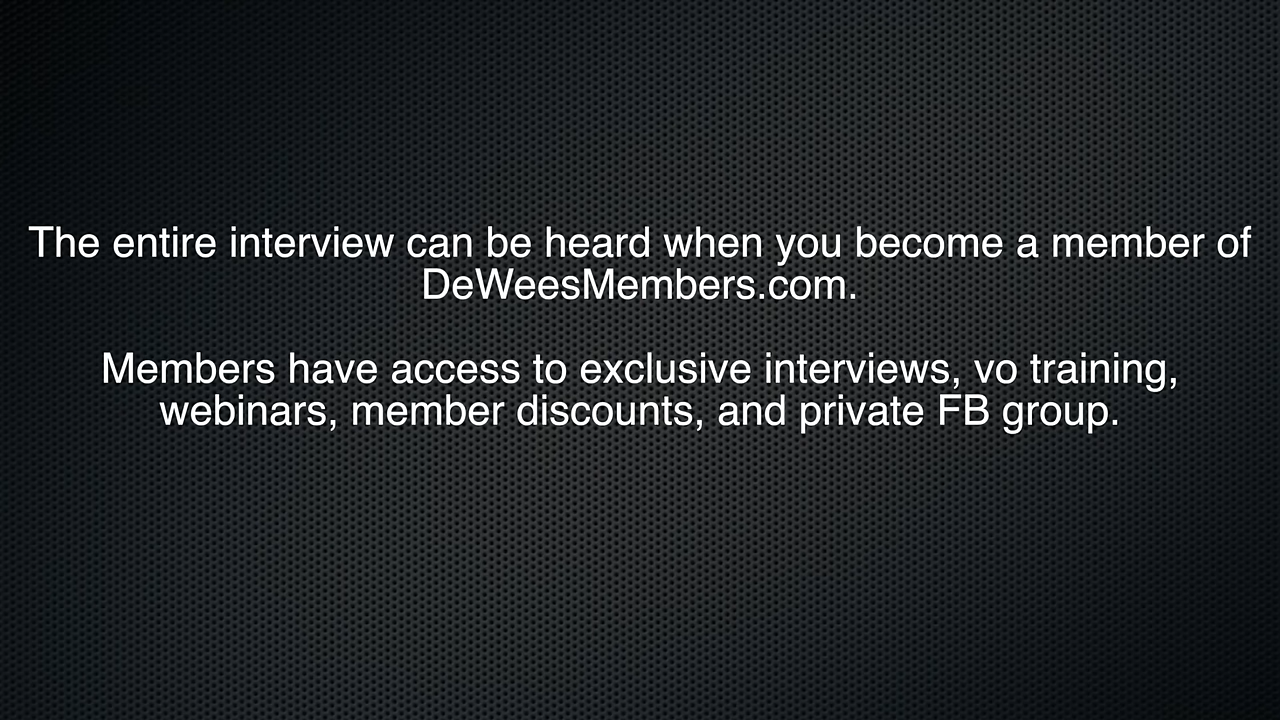 The entire interview can be heard when you become a member of
DeWeesMembers.com.
Members have access to exclusive interviews, vo training,
webinars, member discounts, and private FB group.